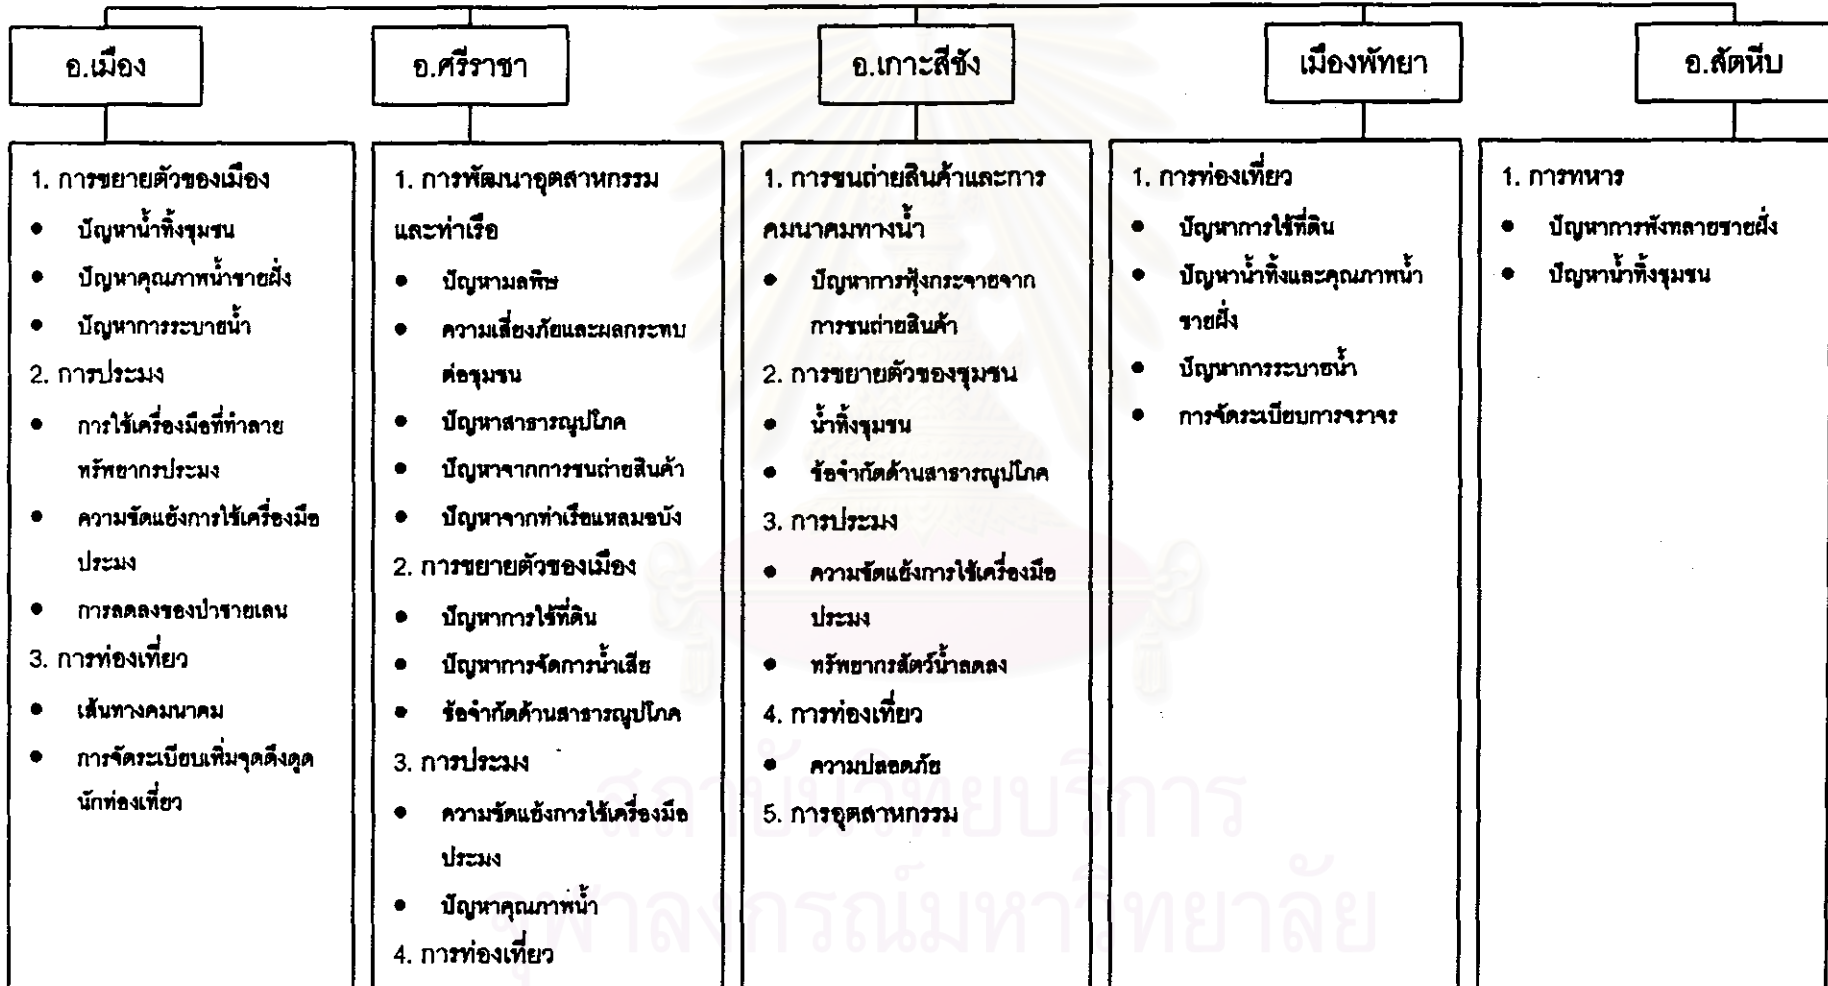 อ.เมือง
1. การขยายตัวของเมือง
● ปัญหาน้ำทิ้งชุมชน
● ปัญหาคุณภาพน้ำชายฝั่ง
● ปัญหาการระบายน้ำ
2. การประมง
● การใช้เครื่องมือที่ทำลาย
ทรัพยากรประมง
● ความขัดแย้งการใช้เครื่องมือ
ประมง
● การลดลงของป่าชายเลน
3. การท่องเที่ยว
● เส้นทางคมนาคม
● การจัดระเบียบเพิ่มจุดดึงดูด
นักท่องเที่ยว
อ.ศรีราชา
1. การพัฒนาอุตสาหกรรม
และท่าเรือ
● ปัญหามลพิษ
● ความเสี่ยงภัยและผลกระทบ
ต่อชุมชน
● ปัญหาสาธารณูปโภค
● ปัญหาจากการขนถ่ายสินค้า
● ปัญหาจากท่าเรือแหลมฉบัง
2. การขยายตัวของเมือง
● ปัญหาการใช้ที่ดิน
● ปัญหาการจัดการน้ำเสีย
● ข้อจำกัดด้านสาธารณูปโภค
3. การประมง
● ความขัดแย้งการใช้เครื่องมือ
ประมง
● ปัญหาคุณภาพน้ำ
4. การท่องเที่ยว
อ.เกาะสีชัง
1. การขนถ่ายสินค้าและการ
คมนาคมทางน้ำ
● ปัญหาการฟุ้งกระจายจาก
การขนถ่ายสินค้า
2. การขยายตัวของชุมชน
● น้ำทิ้งชุมชน
● ข้อจำกัดด้านสาธารณูปโภค
3. การประมง
● ความขัดแย้งการใช้เครื่องมือ
ประมง
● ทรัพยากรสัตว์น้ำลดลง
4. การท่องเที่ยว
● ความปลอดภัย
5. การอุตสาหกรรม
เมืองพัทยา
1. การท่องเที่ยว
● ปัญหาการใช้ที่ดิน
● ปัญหาน้ำทิ้งและคุณภาพน้ำ
ชายฝั่ง
● ปัญหาการระบายน้ำ
● การจัดระเบียบการจราจร
อ.สัตหีบ
1. การทหาร
● ปัญหาการพังทลายชายฝั่ง
● ปัญหาน้ำทิ้งชุมชน
สถาบันวิทยบริการ
จุฬาลงกรณ์มหาวิทยาลัย